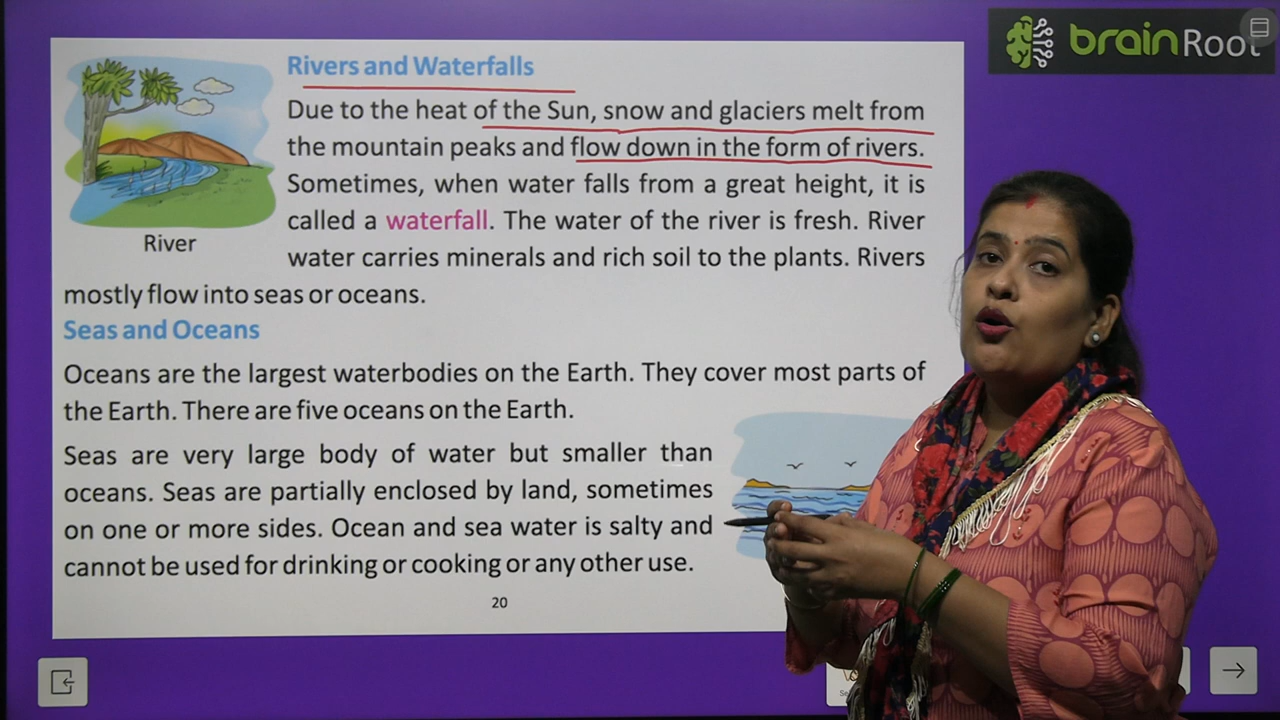 brainRoot
Rivers and Waterfalls
Due to the heat of the Sun, snow and glaciers melt from
the mountain peaks and flow down in the form of rivers.
Sometimes, when water falls from a great height, it is
called a waterfall. The water of the river is fresh. River
water carries minerals and rich soil to the plants. Rivers
mostly flow into seas or oceans.
River
Seas and Oceans
Oceans are the largest waterbodies on the Earth. They cover most parts of
the Earth. There are five oceans on the Earth.
Seas are very large body of water but smaller than
oceans. Seas are partially enclosed by land, sometimes
on one or more sides. Ocean and sea water is salty and
cannot be used for drinking or cooking or any other use.
20